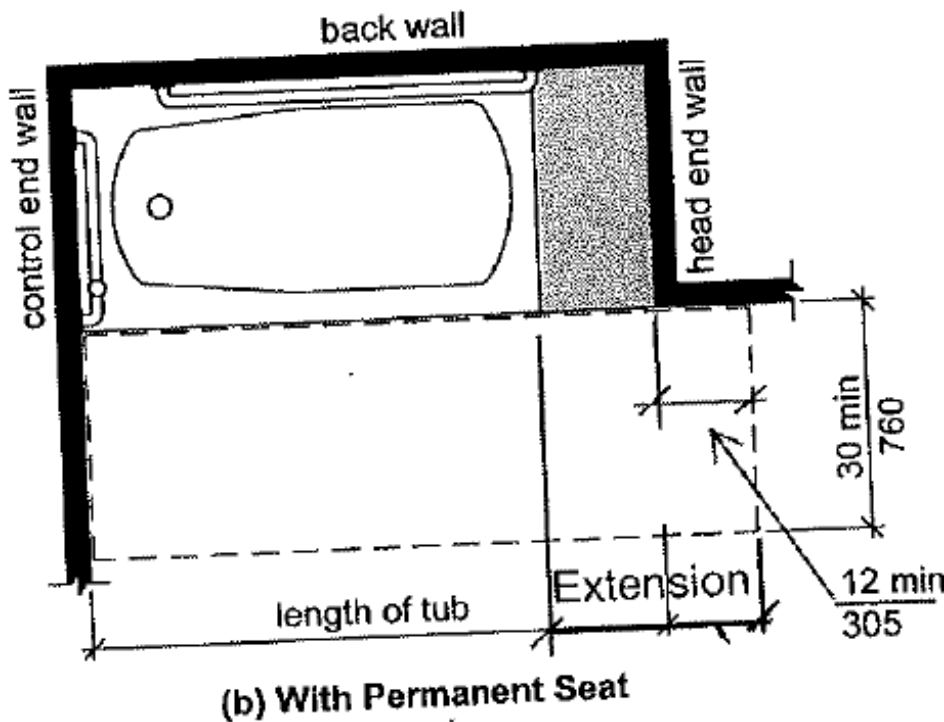 back wall
control end wall
head end wall
30 min
760
Extension
12 min
305
length of tub
(b) With Permanent Seat